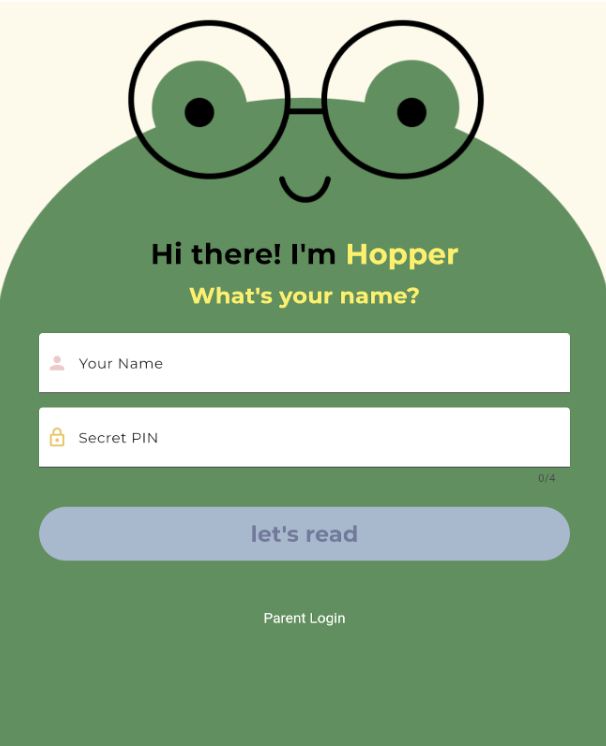 Hi there! I'm Hopper
What's your name?
Your Name
Secret PIN
0/4
let's read
Parent Login